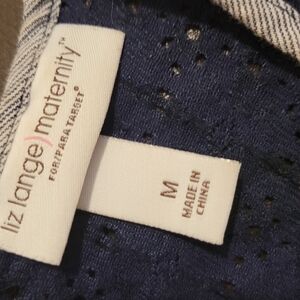 liz lange) maternity™
FOR/PARA TARGET®
M
MADE IN
CHINA